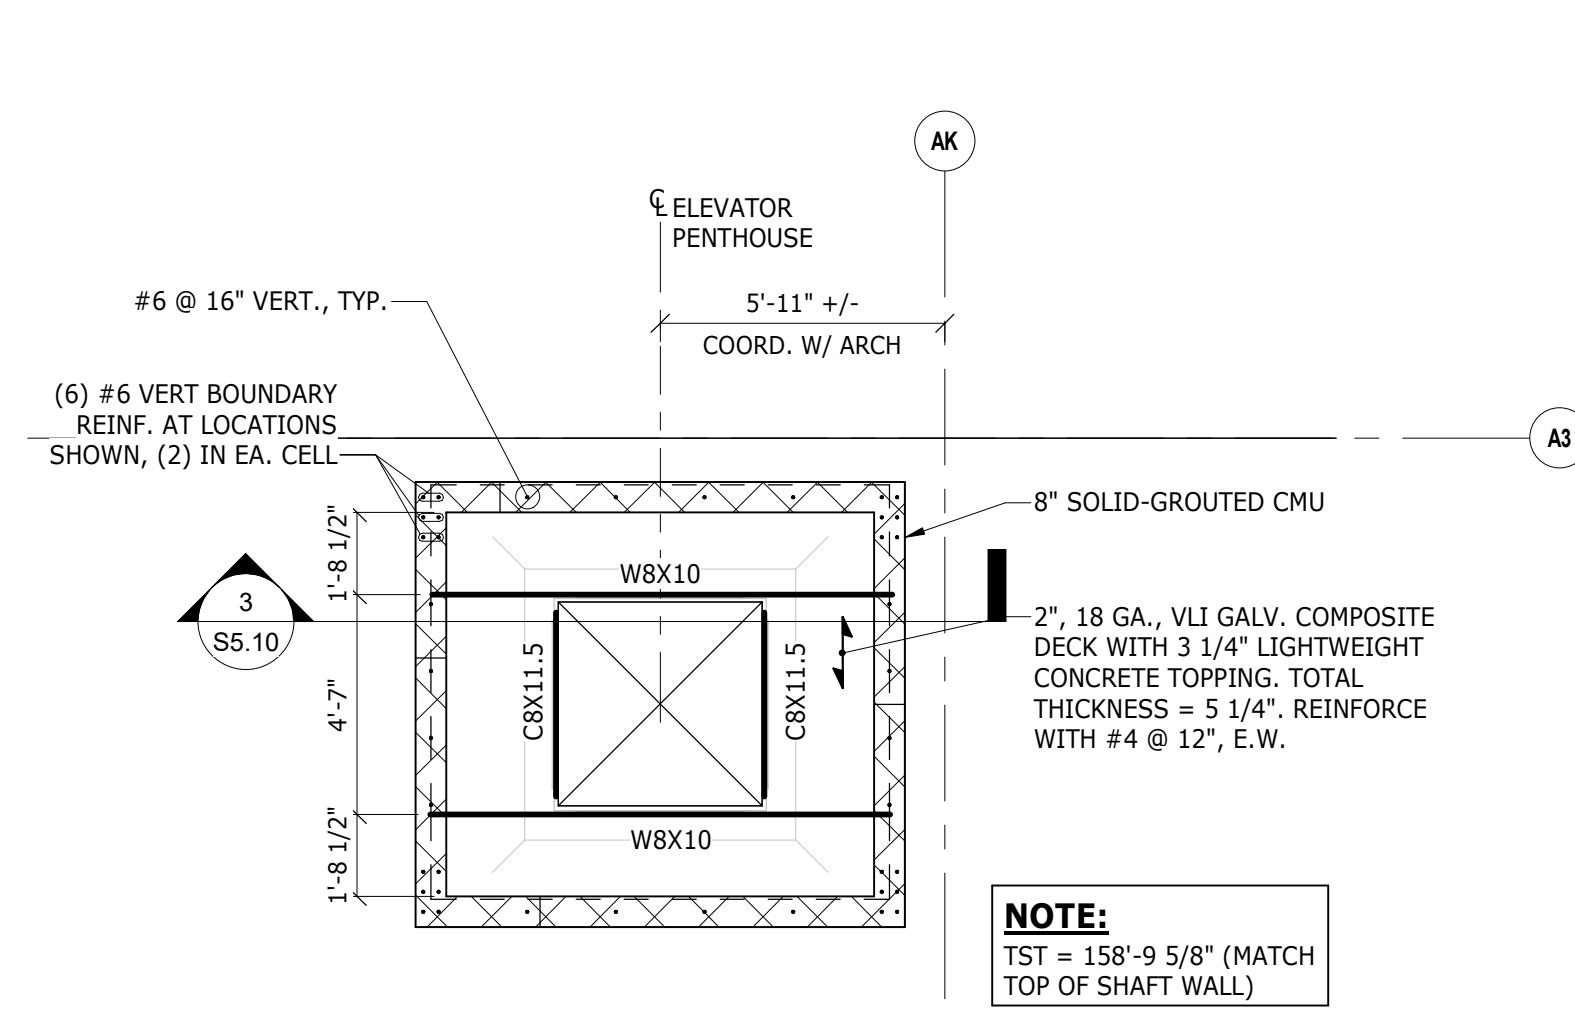 AK
℄ ELEVATOR
PENTHOUSE
#6 @ 16" VERT., TYP.
5'-11" +/-
COORD. W/ ARCH
(6) #6 VERT BOUNDARY
REINF. AT LOCATIONS
SHOWN, (2) IN EA. CELL
A3
8" SOLID-GROUTED CMU
1'-8 1/2"
W8X10
3
S5.10
2", 18 GA., VLI GALV. COMPOSITE
DECK WITH 3 1/4" LIGHTWEIGHT
CONCRETE TOPPING. TOTAL
THICKNESS = 5 1/4". REINFORCE
WITH #4 @ 12", E.W.
4'-7"
C8X11.5
C8X11.5
1'-8 1/2"
W8X10
NOTE:
TST = 158'-9 5/8" (MATCH
TOP OF SHAFT WALL)